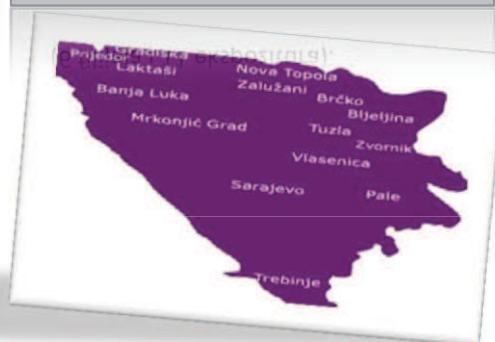 Gradiška
Prijedor
Laktaši
Nova Topola
Zalužani
Banja Luka
Brčko
Bijeljina
Mrkonjić Grad
Tuzla
Zvornik
Vlasenica
Sarajevo
Pale
Trebinje